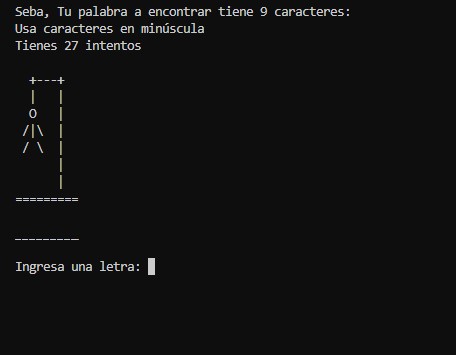 Seba, Tu palabra a encontrar tiene 9 caracteres:
Usa caracteres en minúscula
Tienes 27 intentos
  +---+
  |   |
  O   |
 /|\  |
 / \  |
      |
      |
=========
_________
Ingresa una letra: